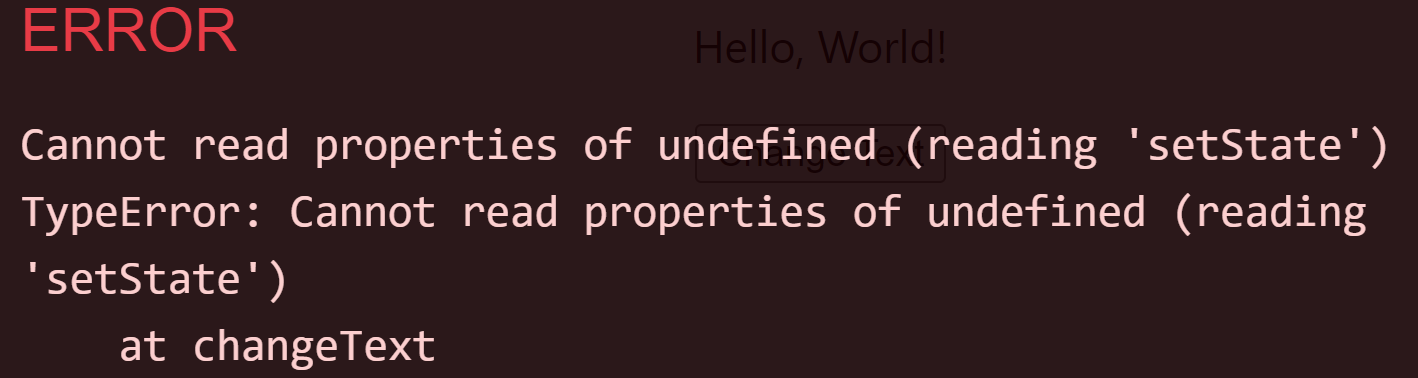 ERROR
Hello, World!
Cannot read properties of undefined (reading 'setState')
Change Text
TypeError: Cannot read properties of undefined (reading
'setState')
at changeText